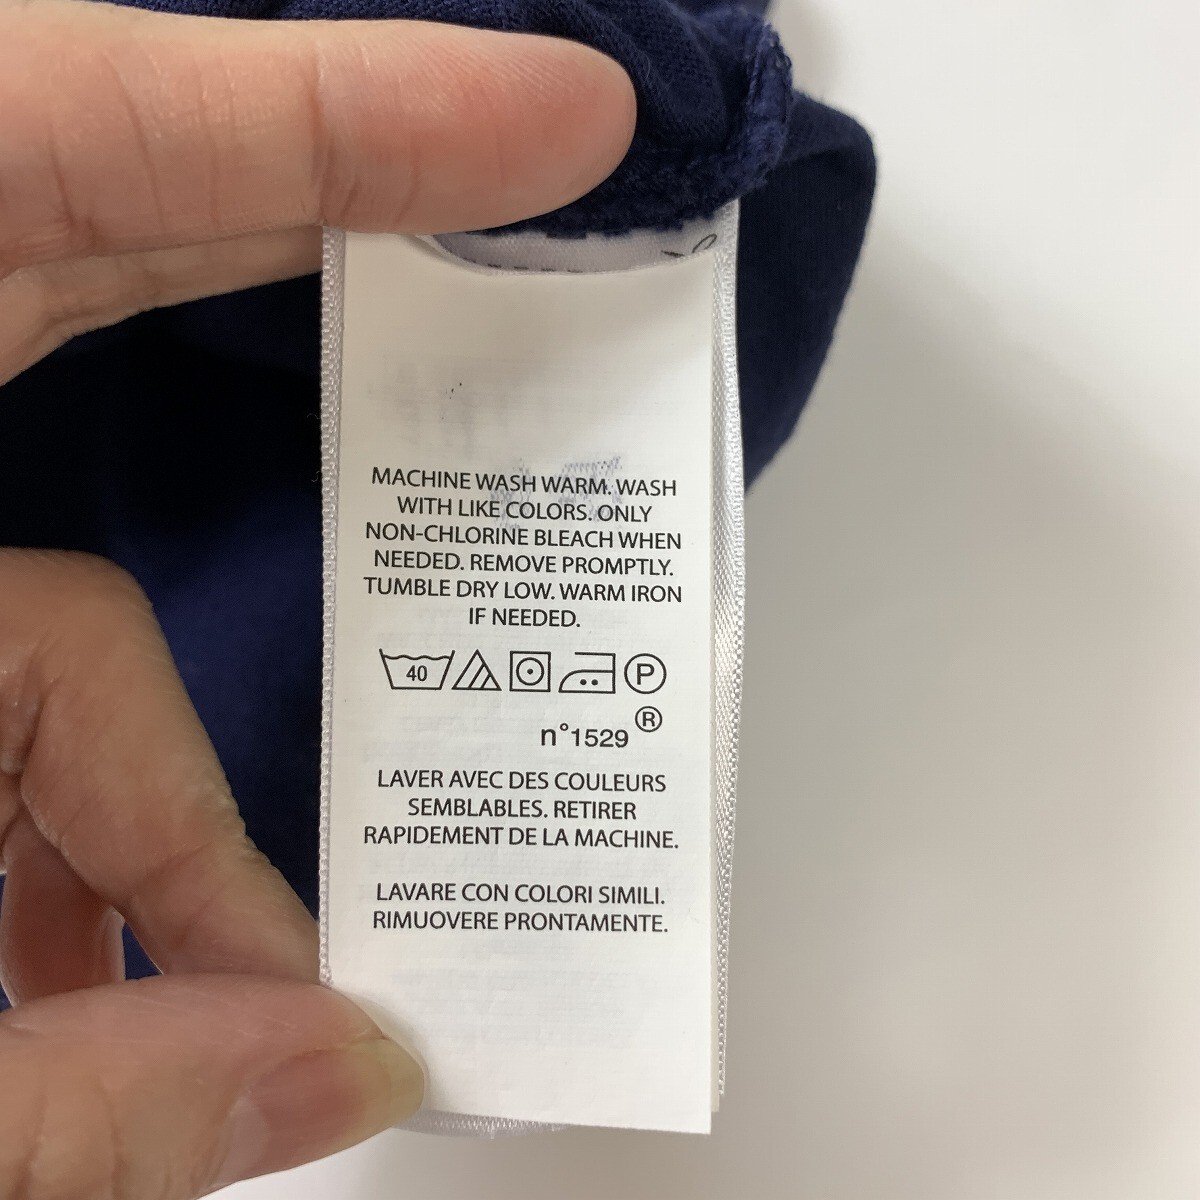 MACHINE WASH WARM. WASH
WITH LIKE COLORS. ONLY
NON-CHLORINE BLEACH WHEN
NEEDED. REMOVE PROMPTLY.
TUMBLE DRY LOW. WARM IRON
IF NEEDED.
40 P
n°1529 ®
LAVER AVEC DES COULEURS
SEMBLABLES. RETIRER
RAPIDEMENT DE LA MACHINE.
LAVARE CON COLORI SIMILI.
RIMUOVERE PRONTAMENTE.